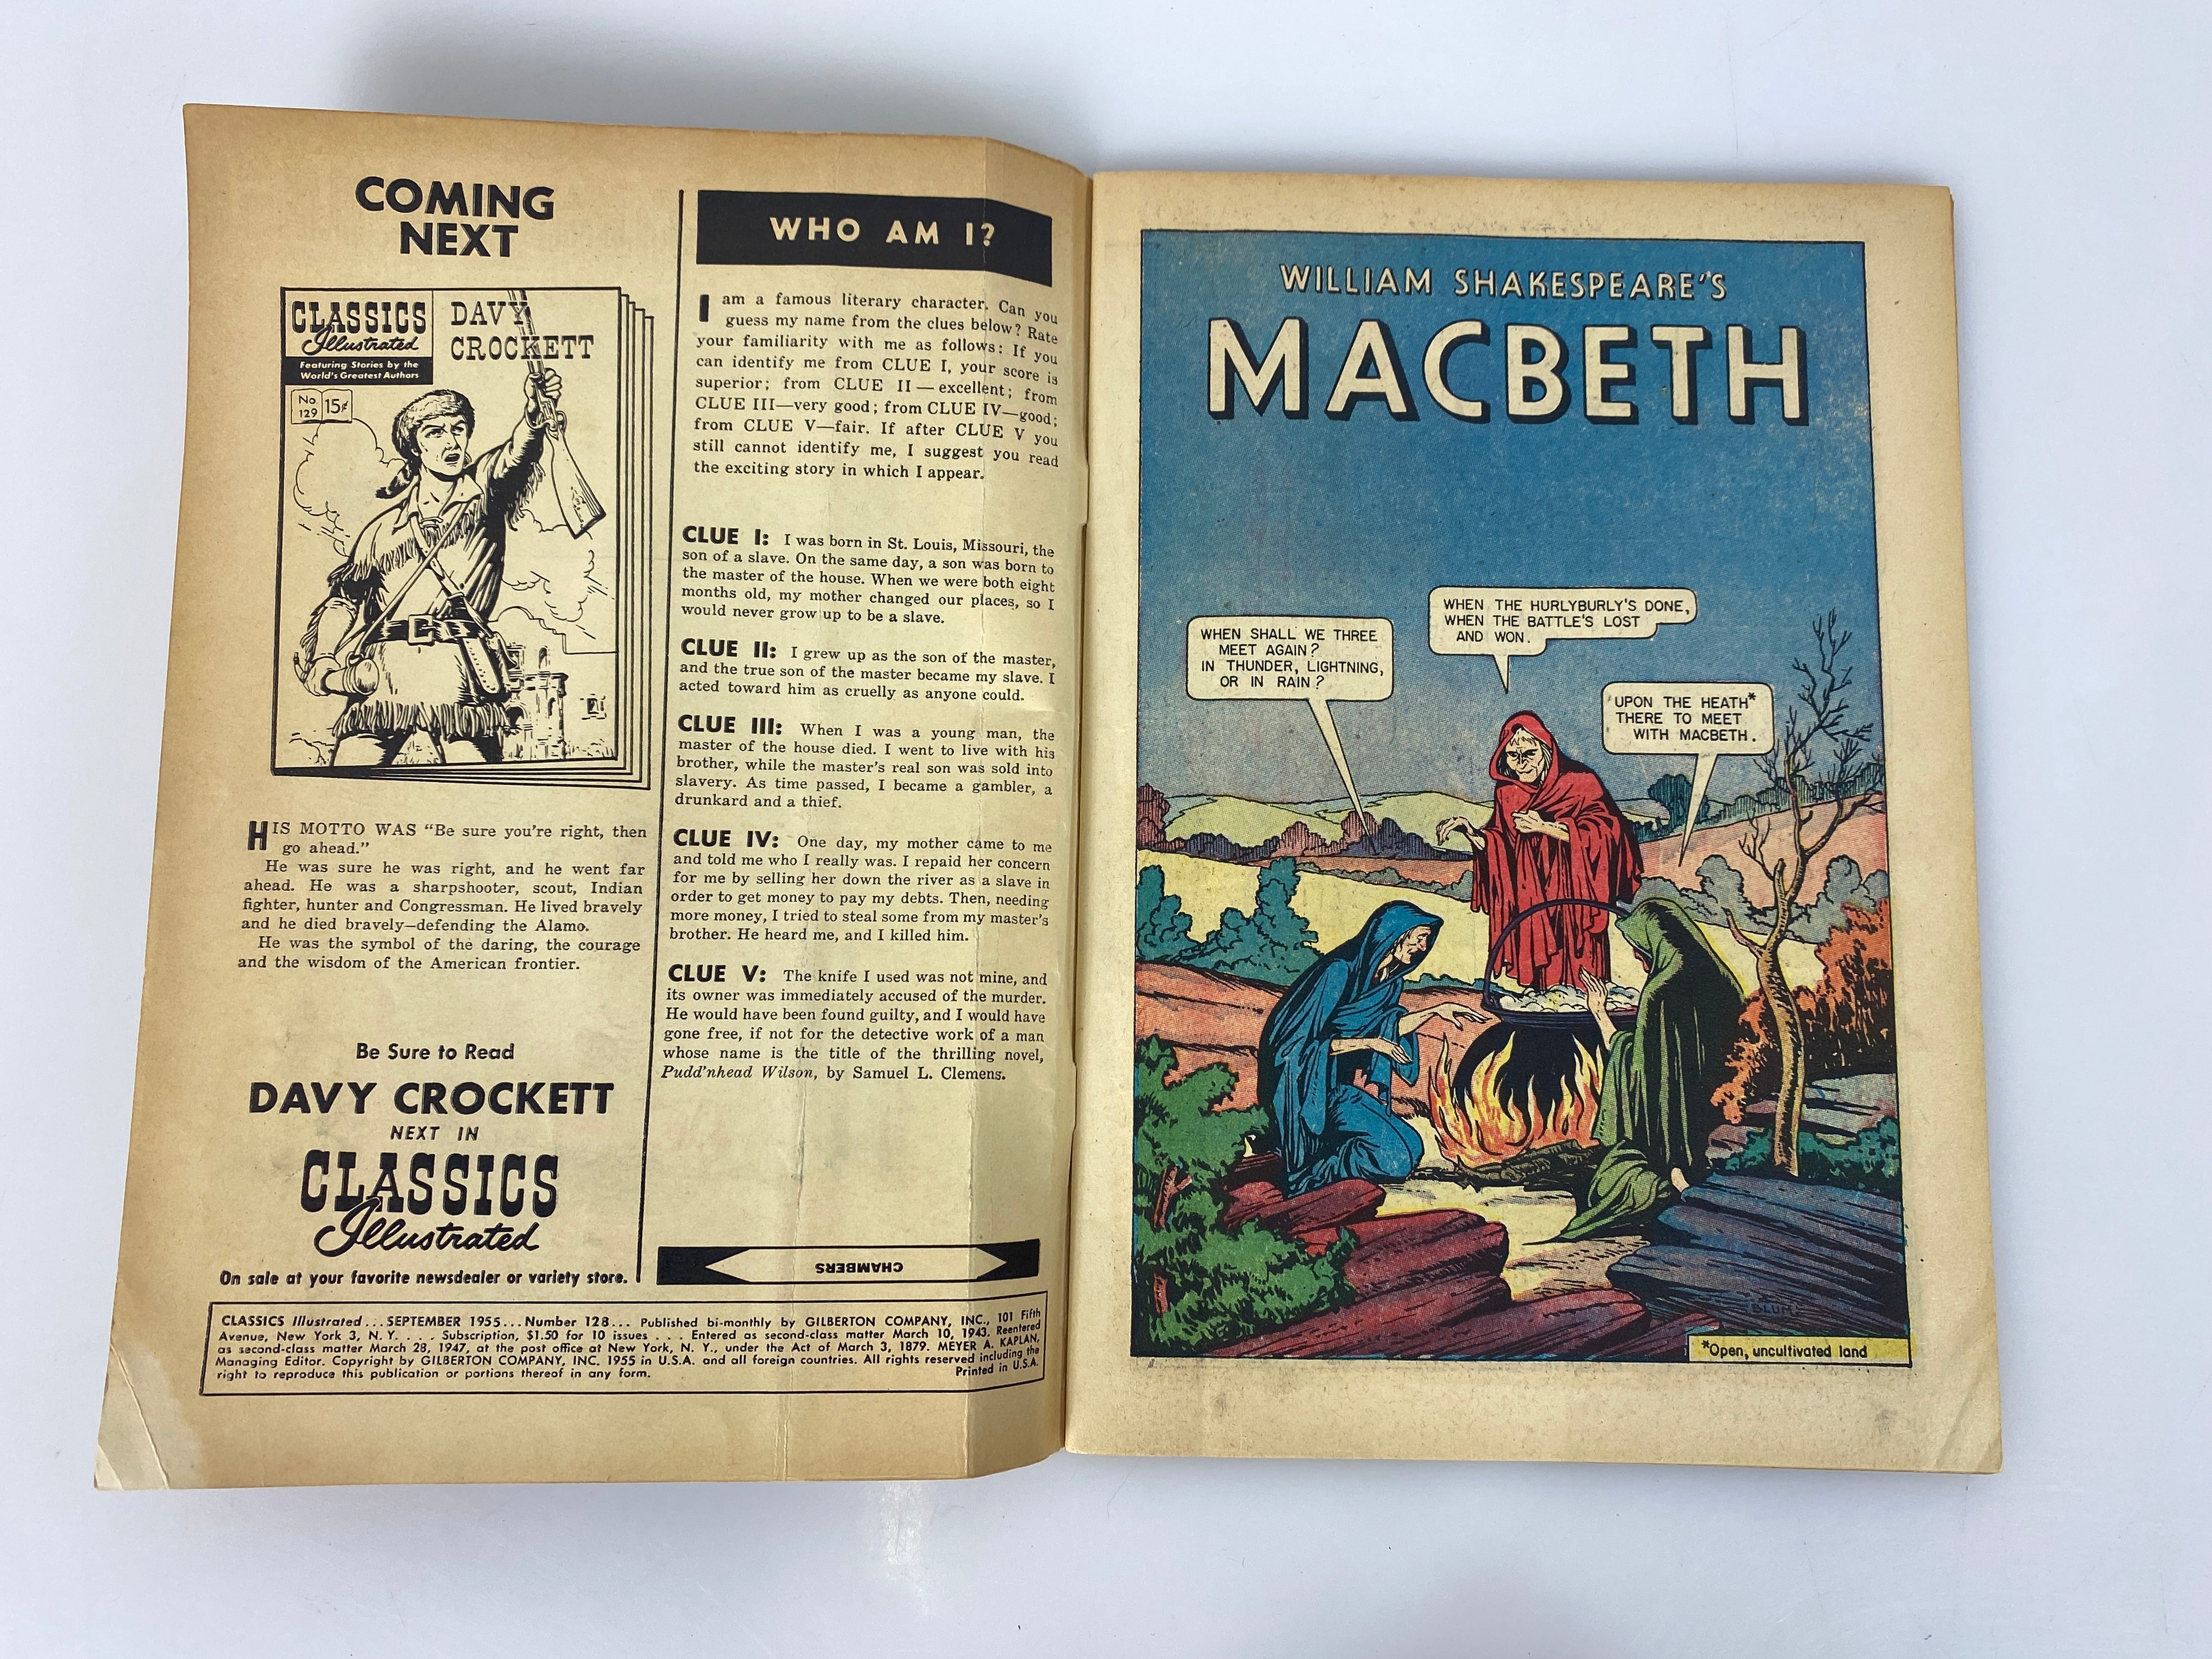 COMING
NEXT
CLASSICS
Illustrated
Featuring Stories by the
World's Greatest Authors
No.
129
15¢
DAVY
CROCKETT
HIS MOTTO WAS “Be sure you're right, then
go ahead.”
He was sure he was right, and he went far
ahead. He was a sharpshooter, scout, Indian
fighter, hunter and Congressman. He lived bravely
and he died bravely—defending the Alamo.
He was the symbol of the daring, the courage
and the wisdom of the American frontier.
Be Sure to Read
DAVY CROCKETT
NEXT IN
CLASSICS
Illustrated
On sale at your favorite newsdealer or variety store.
WHO AM I?
I am a famous literary character. Can you
guess my name from the clues below? Rate
your familiarity with me as follows: If you
can identify me from CLUE I, your score is
superior; from CLUE II—excellent; from
CLUE III—very good; from CLUE IV—good;
from CLUE V—fair. If after CLUE V you
still cannot identify me, I suggest you read
the exciting story in which I appear.
CLUE I: I was born in St. Louis, Missouri, the
son of a slave. On the same day, a son was born to
the master of the house. When we were both eight
months old, my mother changed our places, so I
would never grow up to be a slave.
CLUE II: I grew up as the son of the master,
and the true son of the master became my slave. I
acted toward him as cruelly as anyone could.
CLUE III: When I was a young man, the
master of the house died. I went to live with his
brother, while the master's real son was sold into
slavery. As time passed, I became a gambler, a
drunkard and a thief.
CLUE IV: One day, my mother came to me
and told me who I really was. I repaid her concern
for me by selling her down the river as a slave in
order to get money to pay my debts. Then, needing
more money, I tried to steal some from my master's
brother. He heard me, and I killed him.
CLUE V: The knife I used was not mine, and
its owner was immediately accused of the murder.
He would have been found guilty, and I would have
gone free, if not for the detective work of a man
whose name is the title of the thrilling novel,
Pudd'nhead Wilson, by Samuel L. Clemens.
CHAMBERS
CLASSICS Illustrated...SEPTEMBER 1955...Number 128... Published bi-monthly by GILBERTON COMPANY, INC., 101 Fifth
Avenue, New York 3, N. Y. . . . Subscription, $1.50 for 10 issues . . . Entered as second-class matter March 10, 1943. Reentered
as second-class matter March 28, 1947, at the post office at New York, N. Y., under the Act of March 3, 1879. MEYER A. KAPLAN,
Managing Editor. Copyright by GILBERTON COMPANY, INC. 1955 in U.S.A. and all foreign countries. All rights reserved including the
right to reproduce this publication or portions thereof in any form. Printed in U.S.A.
WILLIAM SHAKESPEARE'S
MACBETH
WHEN SHALL WE THREE
MEET AGAIN?
IN THUNDER, LIGHTNING,
OR IN RAIN?
WHEN THE HURLYBURLY'S DONE,
WHEN THE BATTLE'S LOST
AND WON.
UPON THE HEATH*
THERE TO MEET
WITH MACBETH.
BLUM
*Open, uncultivated land